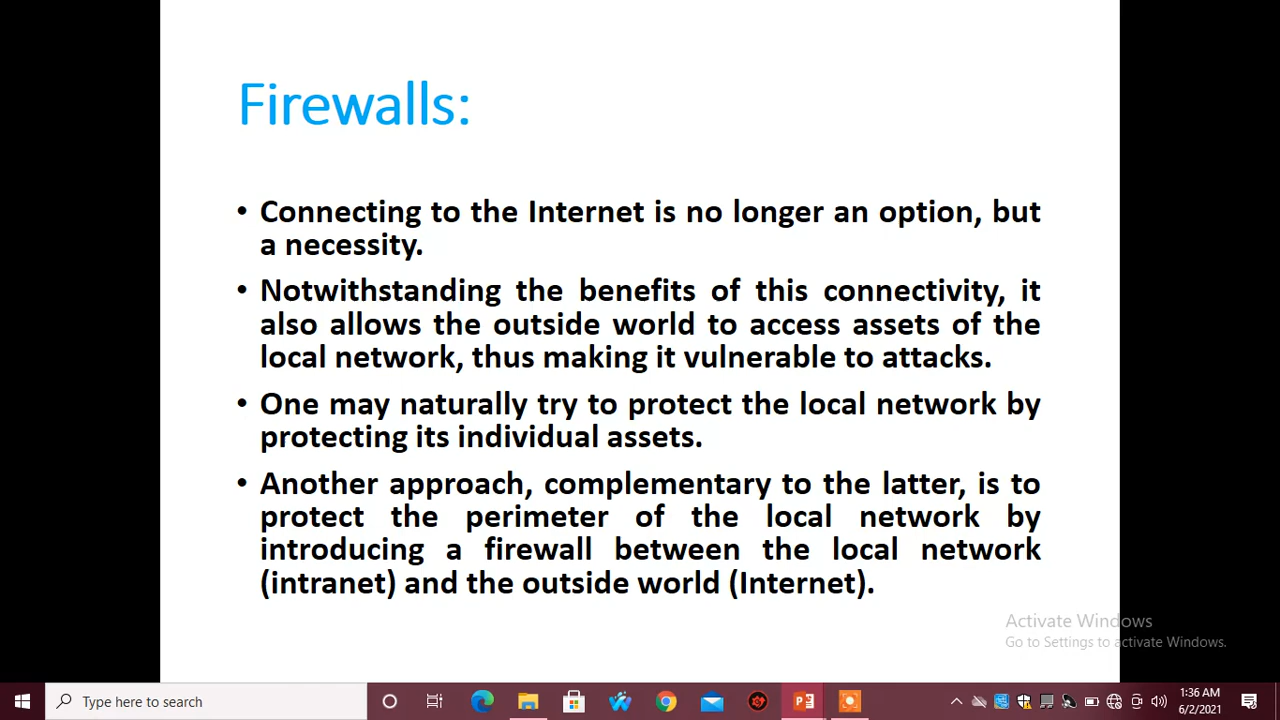 Firewalls:
• Connecting to the Internet is no longer an option, but
a necessity.
• Notwithstanding the benefits of this connectivity, it
also allows the outside world to access assets of the
local network, thus making it vulnerable to attacks.
• One may naturally try to protect the local network by
protecting its individual assets.
• Another approach, complementary to the latter, is to
protect the perimeter of the local network by
introducing a firewall between the local network
(intranet) and the outside world (Internet).
Activate Windows
Go to Settings to activate Windows.
Type here to search
1:36 AM
6/2/2021